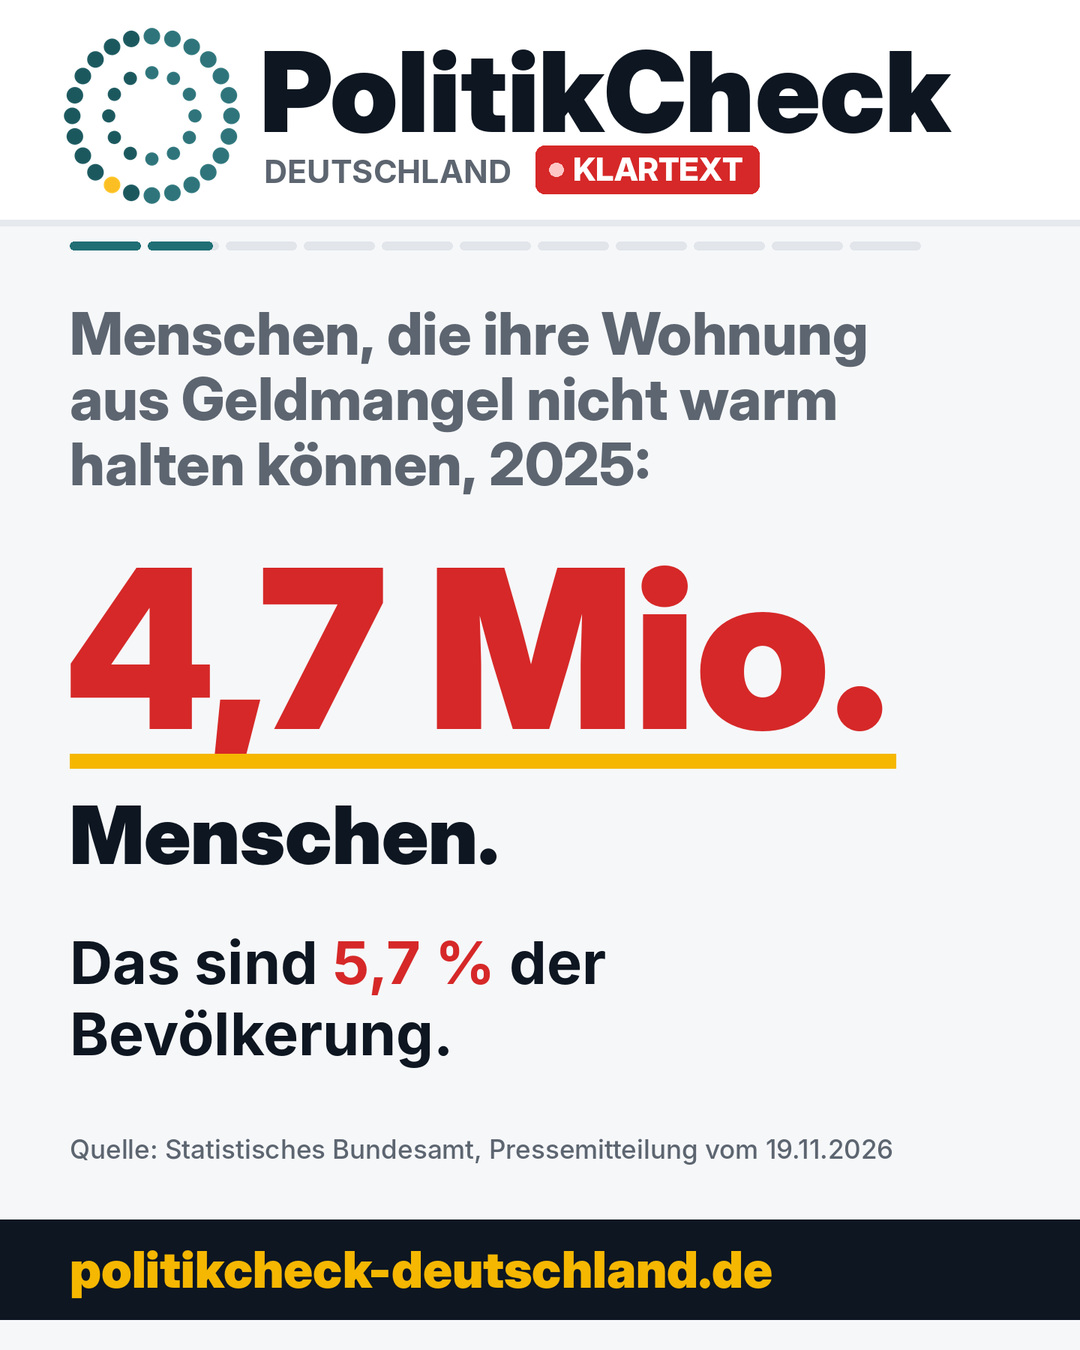 PolitikCheck
DEUTSCHLAND KLARTEXT
Menschen, die ihre Wohnung
aus Geldmangel nicht warm
halten können, 2025:
4,7 Mio.
Menschen.
Das sind 5,7 % der
Bevölkerung.
Quelle: Statistisches Bundesamt, Pressemitteilung vom 19.11.2026
politikcheck-deutschland.de